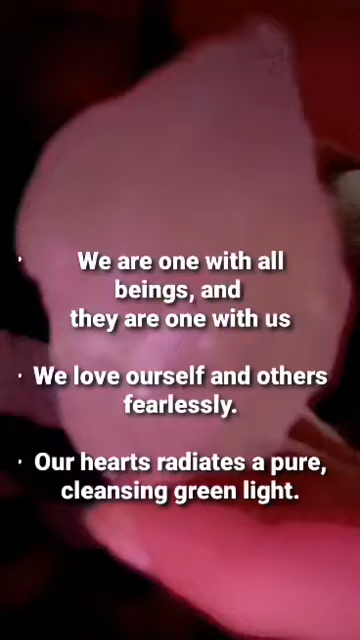 · We are one with all
beings, and
they are one with us
· We love ourself and others
fearlessly.
· Our hearts radiates a pure,
cleansing green light.